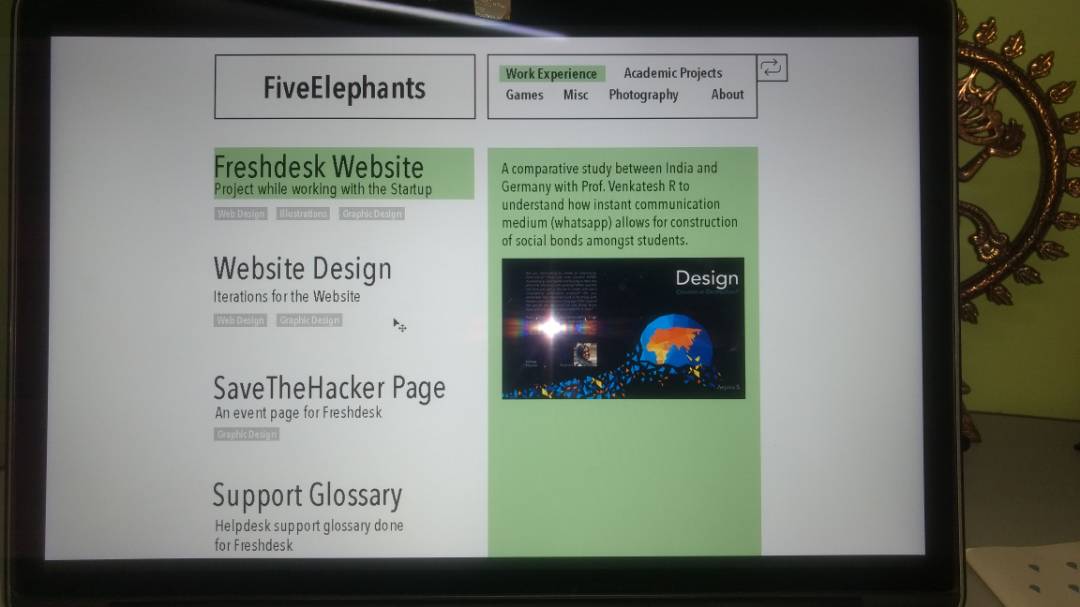 FiveElephants
Work Experience Academic Projects
Games Misc Photography About
Freshdesk Website
Project while working with the Startup
Web Design Illustrations Graphic Design
Website Design
Iterations for the Website
Web Design Graphic Design
SaveTheHacker Page
An event page for Freshdesk
Graphic Design
Support Glossary
Helpdesk support glossary done
for Freshdesk
A comparative study between India and
Germany with Prof. Venkatesh R to
understand how instant communication
medium (whatsapp) allows for construction
of social bonds amongst students.
Design